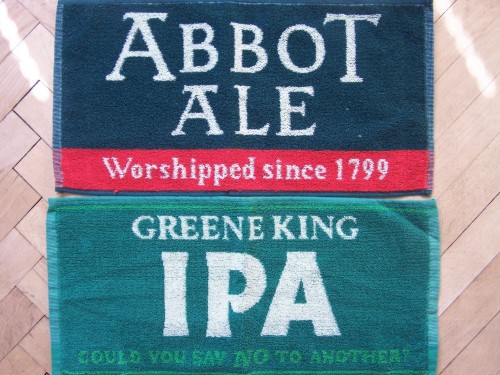 ABBOT
ALE
Worshipped since 1799
GREENE KING
IPA
COULD YOU SAY NO TO ANOTHER?